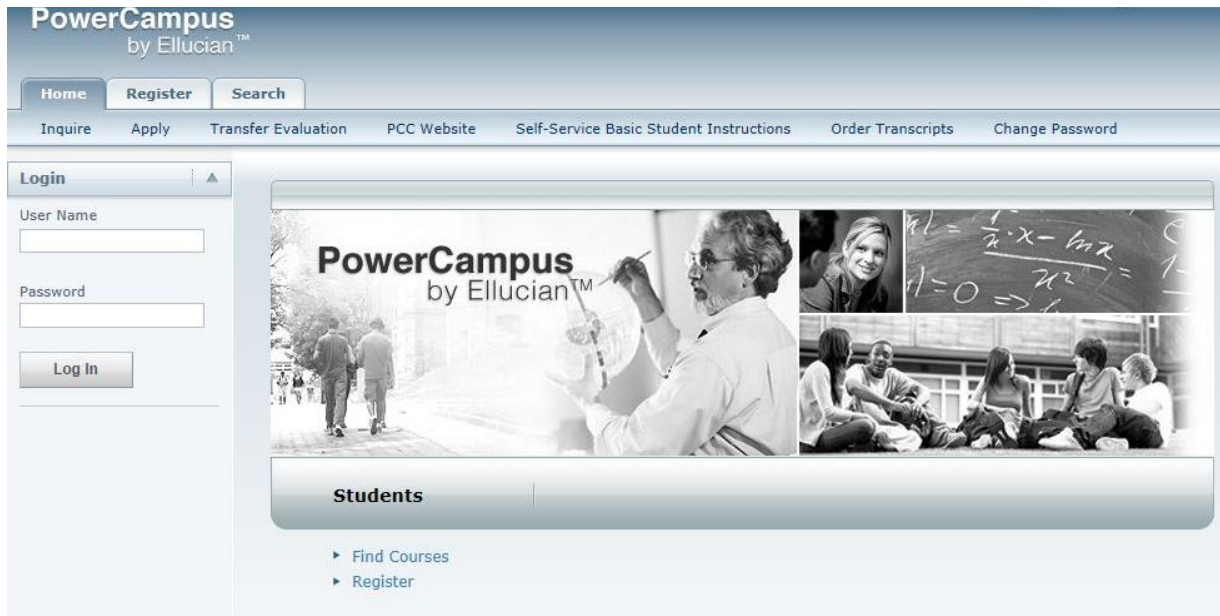 PowerCampus
by Ellucian™
Home Register Search
Inquire Apply Transfer Evaluation PCC Website Self-Service Basic Student Instructions Order Transcripts Change Password
Login
User Name
Password
Log In
PowerCampus
by Ellucian™
Students
Find Courses
Register